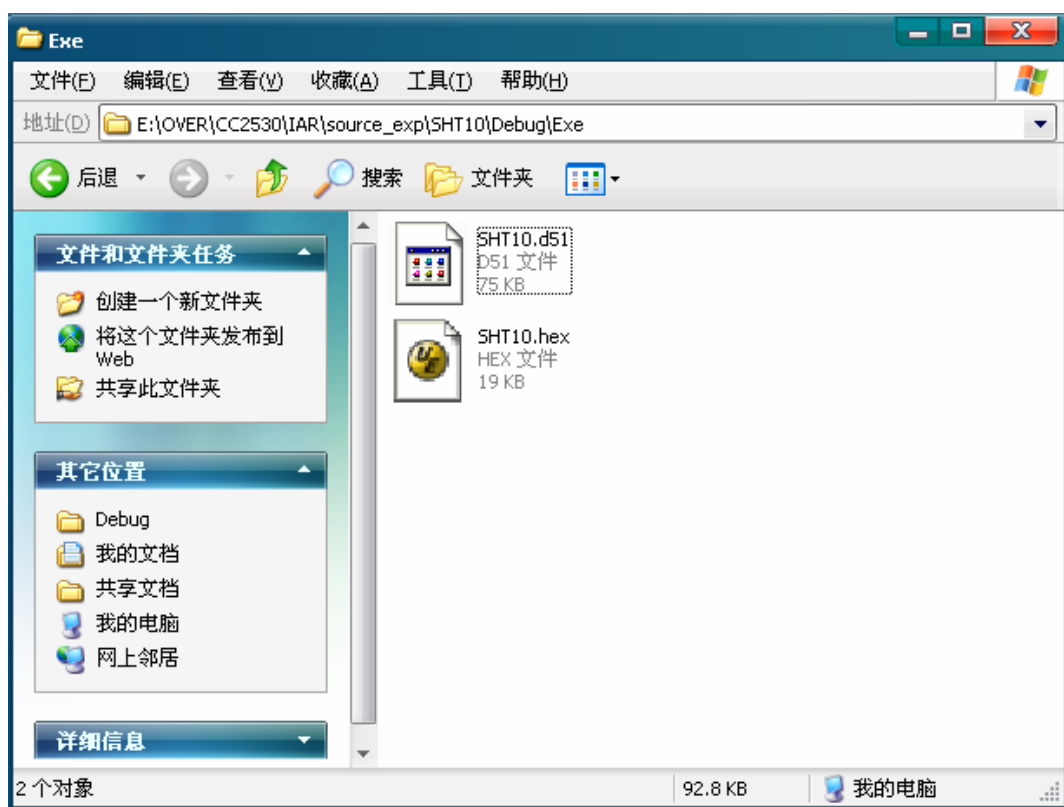 Exe
文件(F) 编辑(E) 查看(V) 收藏(A) 工具(T) 帮助(H)
地址(D) E:\OVER\CC2530\IAR\source_exp\SHT10\Debug\Exe
后退 搜索 文件夹
文件和文件夹任务
创建一个新文件夹
将这个文件夹发布到
Web
共享此文件夹
其它位置
Debug
我的文档
共享文档
我的电脑
网上邻居
详细信息
SHT10.d51
D51 文件
75 KB
SHT10.hex
HEX 文件
19 KB
2 个对象 92.8 KB 我的电脑